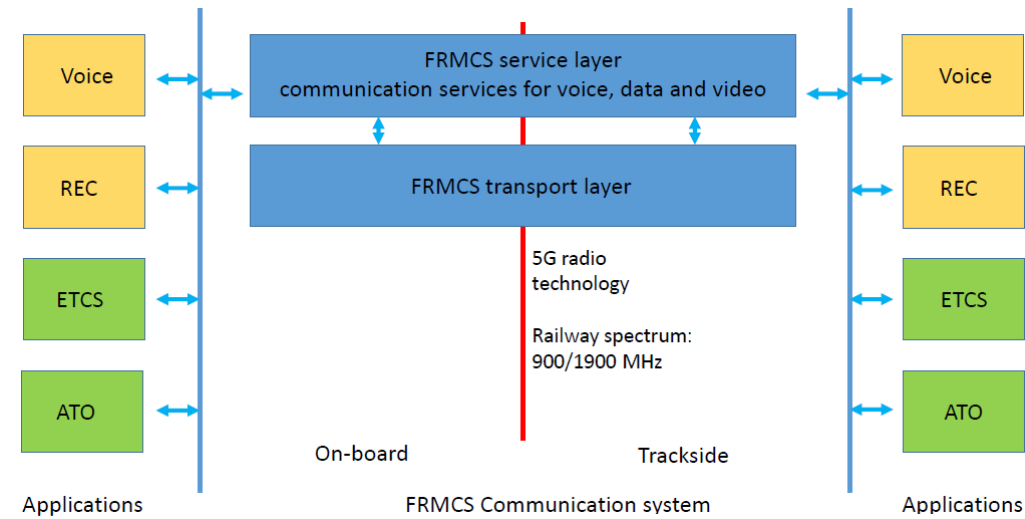 Voice
REC
ETCS
ATO
Applications
FRMCS service layer
communication services for voice, data and video
FRMCS transport layer
5G radio
technology
Railway spectrum:
900/1900 MHz
On-board
Trackside
FRMCS Communication system
Voice
REC
ETCS
ATO
Applications